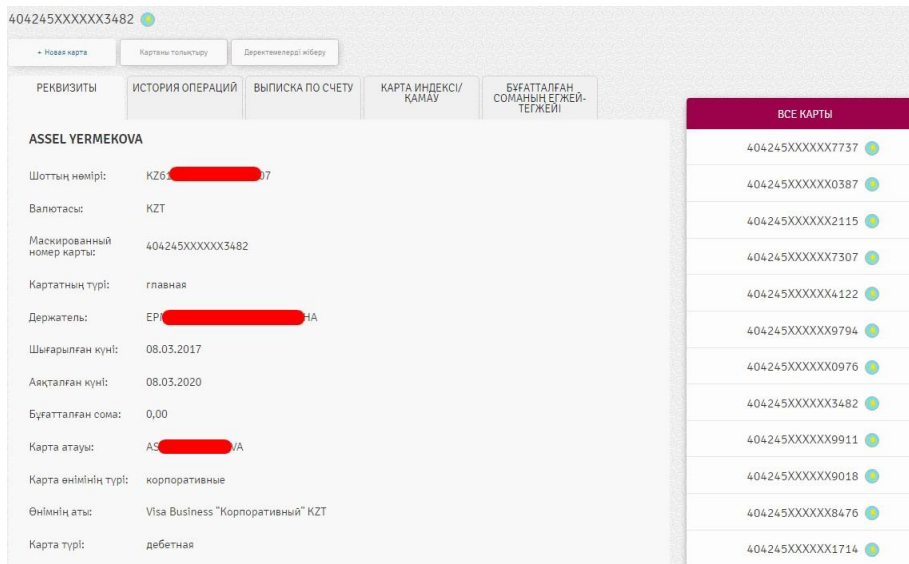 404245XXXXXX3482
+ Новая карта Картаны толықтыру Деректемелерді жіберу
РЕКВИЗИТЫ ИСТОРИЯ ОПЕРАЦИЙ ВЫПИСКА ПО СЧЕТУ КАРТА ИНДЕКСІ/ БҰҒАТТАЛҒАН
ҚАМАУ СОМАНЫҢ ЕГЖЕЙ-
ТЕГЖЕЙІ
ASSEL YERMEKOVA
Шоттың нөмірі: KZ61 07
Валютасы: KZT
Маскированный
номер карты: 404245XXXXXX3482
Картатның түрі: главная
Держатель: ЕР НА
Шығарылған күні: 08.03.2017
Аяқталған күні: 08.03.2020
Бұғатталған сома: 0,00
Карта атауы: AS VA
Карта өнімінің түрі: корпоративные
Өнімнің аты: Visa Business "Корпоративный" KZT
Карта түрі: дебетная
ВСЕ КАРТЫ
404245XXXXXX7737
404245XXXXXX0387
404245XXXXXX2115
404245XXXXXX7307
404245XXXXXX4122
404245XXXXXX9794
404245XXXXXX0976
404245XXXXXX3482
404245XXXXXX9911
404245XXXXXX9018
404245XXXXXX8476
404245XXXXXX1714